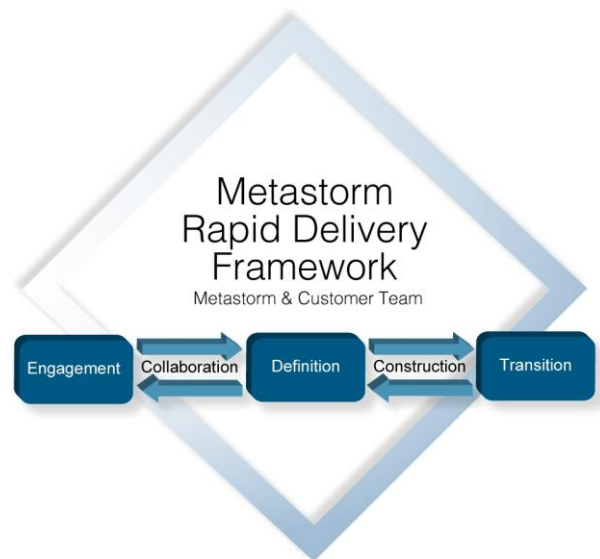 Metastorm
Rapid Delivery
Framework
Metastorm & Customer Team
Engagement
Collaboration
Definition
Construction
Transition